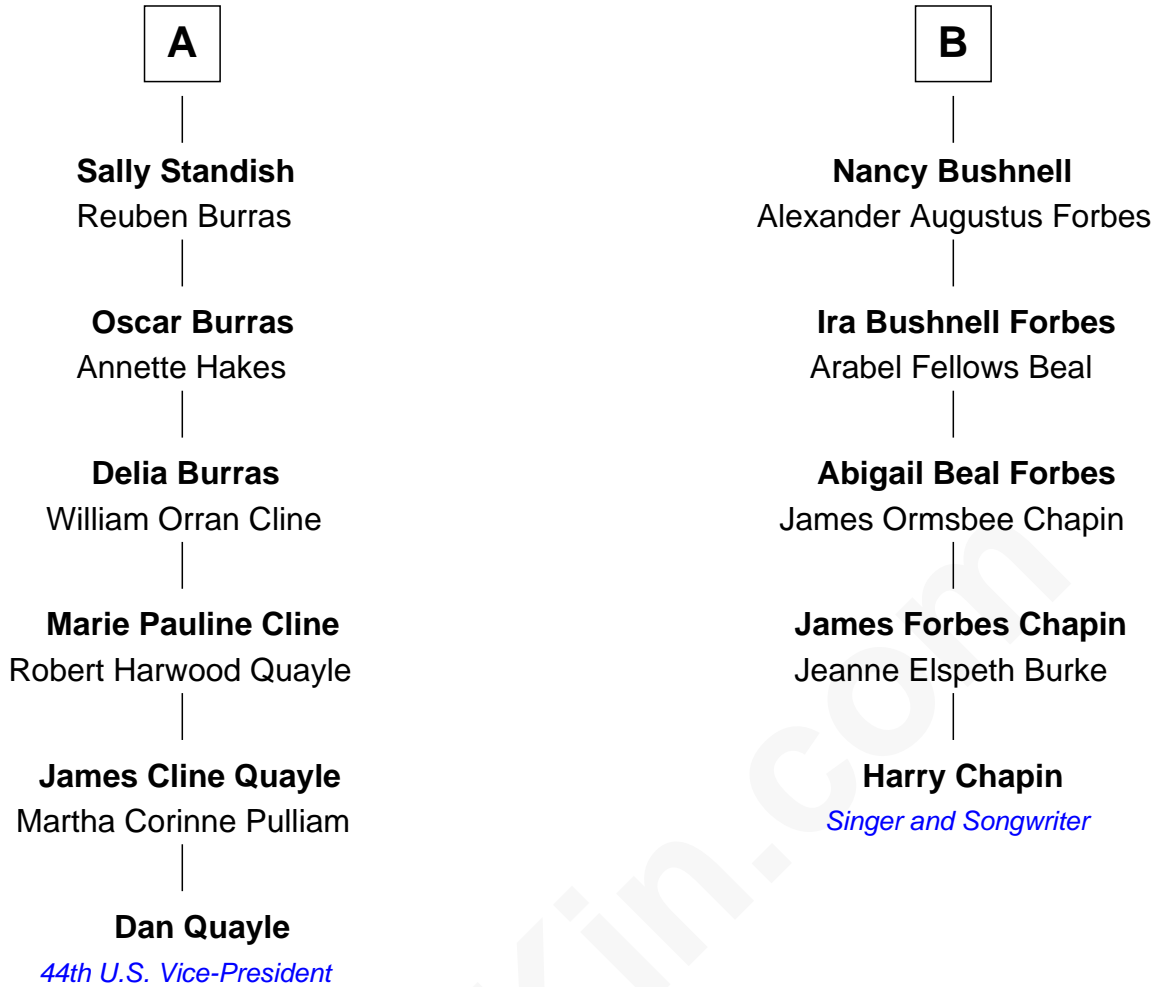 A
Sally Standish
Reuben Burras
Oscar Burras
Annette Hakes
Delia Burras
William Orran Cline
Marie Pauline Cline
Robert Harwood Quayle
James Cline Quayle
Martha Corinne Pulliam
Dan Quayle
44th U.S. Vice-President
B
Nancy Bushnell
Alexander Augustus Forbes
Ira Bushnell Forbes
Arabel Fellows Beal
Abigail Beal Forbes
James Ormsbee Chapin
James Forbes Chapin
Jeanne Elspeth Burke
Harry Chapin
Singer and Songwriter
Kin.com